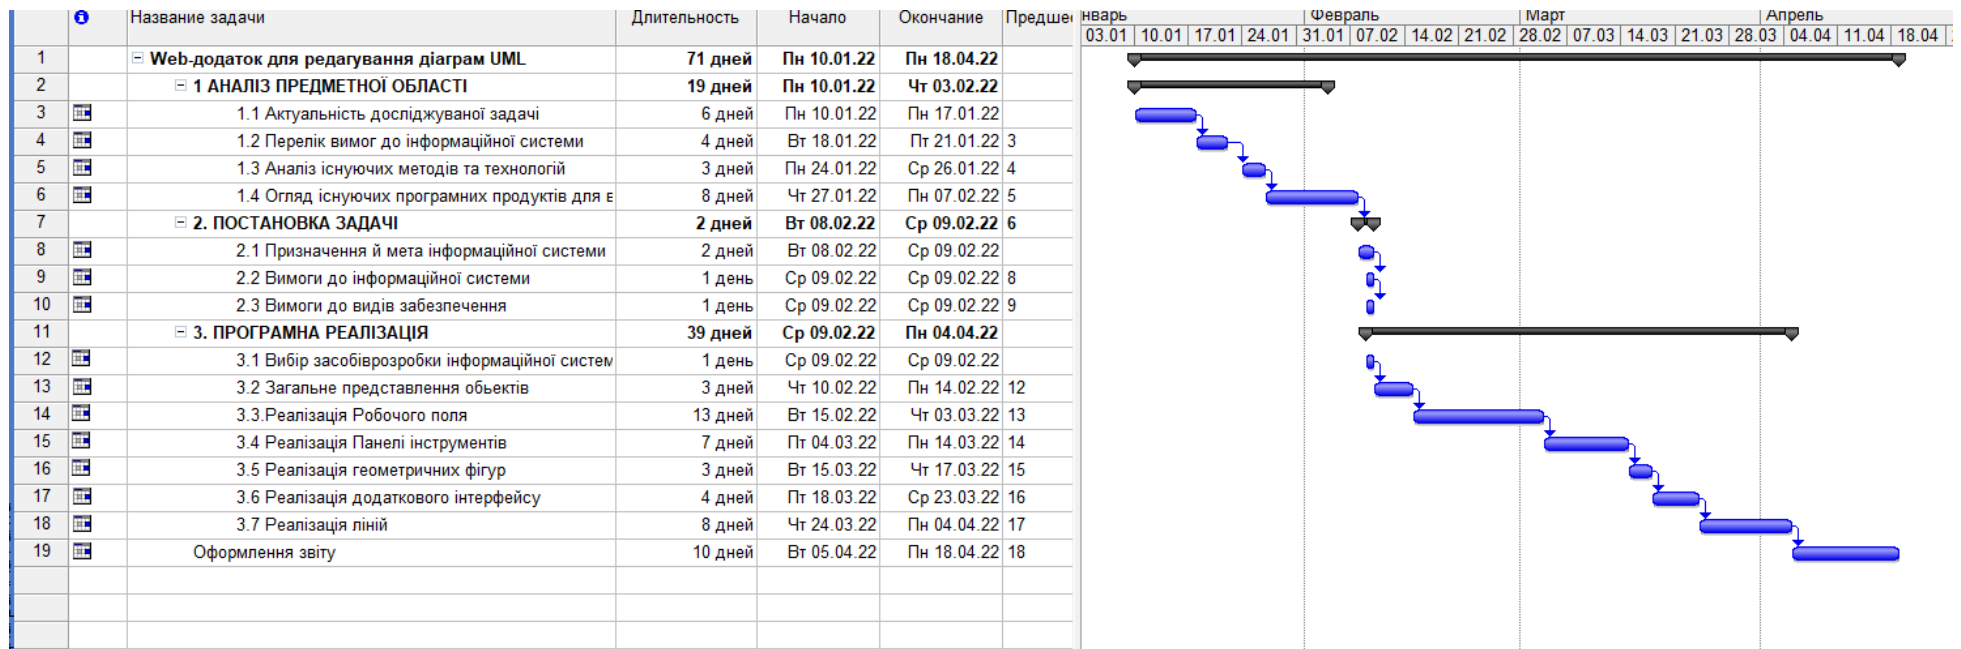 Название задачи Длительность Начало Окончание Предшес
нварь Февраль Март Апрель
03.01 10.01 17.01 24.01 31.01 07.02 14.02 21.02 28.02 07.03 14.03 21.03 28.03 04.04 11.04 18.04
1 Web-додаток для редагування діаграм UML 71 дней Пн 10.01.22 Пн 18.04.22
2 1 АНАЛІЗ ПРЕДМЕТНОЇ ОБЛАСТІ 19 дней Пн 10.01.22 Чт 03.02.22
3 1.1 Актуальність досліджуваної задачі 6 дней Пн 10.01.22 Пн 17.01.22
4 1.2 Перелік вимог до інформаційної системи 4 дней Вт 18.01.22 Пт 21.01.22 3
5 1.3 Аналіз існуючих методів та технологій 3 дней Пн 24.01.22 Ср 26.01.22 4
6 1.4 Огляд існуючих програмних продуктів для в 8 дней Чт 27.01.22 Пн 07.02.22 5
7 2. ПОСТАНОВКА ЗАДАЧІ 2 дней Вт 08.02.22 Ср 09.02.22 6
8 2.1 Призначення й мета інформаційної системи 2 дней Вт 08.02.22 Ср 09.02.22
9 2.2 Вимоги до інформаційної системи 1 день Ср 09.02.22 Ср 09.02.22 8
10 2.3 Вимоги до видів забезпечення 1 день Ср 09.02.22 Ср 09.02.22 9
11 3. ПРОГРАМНА РЕАЛІЗАЦІЯ 39 дней Ср 09.02.22 Пн 04.04.22
12 3.1 Вибір засобіврозробки інформаційної систем 1 день Ср 09.02.22 Ср 09.02.22
13 3.2 Загальне представлення обьектів 3 дней Чт 10.02.22 Пн 14.02.22 12
14 3.3.Реалізація Робочого поля 13 дней Вт 15.02.22 Чт 03.03.22 13
15 3.4 Реалізація Панелі інструментів 7 дней Пт 04.03.22 Пн 14.03.22 14
16 3.5 Реалізація геометричних фігур 3 дней Вт 15.03.22 Чт 17.03.22 15
17 3.6 Реалізація додаткового інтерфейсу 4 дней Пт 18.03.22 Ср 23.03.22 16
18 3.7 Реалізація ліній 8 дней Чт 24.03.22 Пн 04.04.22 17
19 Оформлення звіту 10 дней Вт 05.04.22 Пн 18.04.22 18